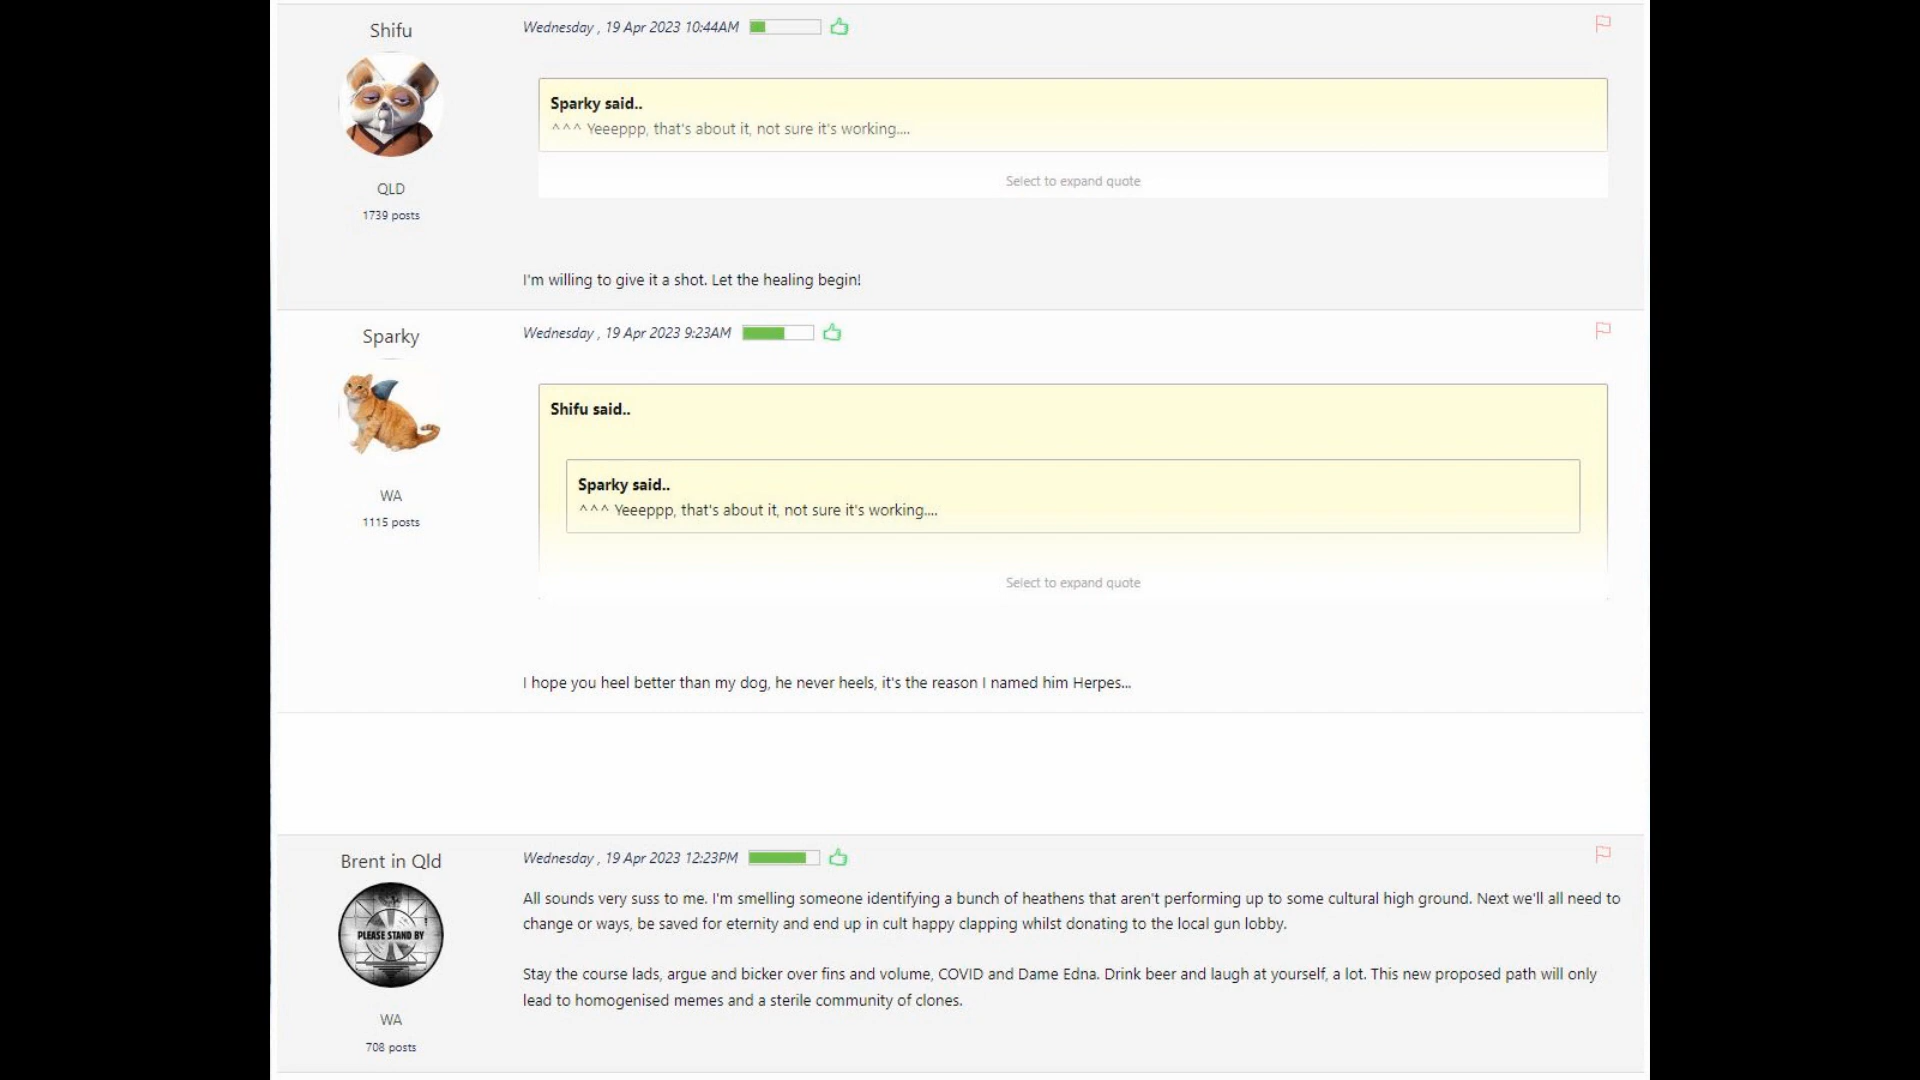 Shifu
Wednesday , 19 Apr 2023 10:44AM
Sparky said..
^^^ Yeeeppp, that's about it, not sure it's working....
Select to expand quote
QLD
1739 posts
I'm willing to give it a shot. Let the healing begin!
Sparky
Wednesday , 19 Apr 2023 9:23AM
Shifu said..
Sparky said..
^^^ Yeeeppp, that's about it, not sure it's working....
Select to expand quote
WA
1115 posts
I hope you heel better than my dog, he never heels, it's the reason I named him Herpes...
Brent in Qld
Wednesday , 19 Apr 2023 12:23PM
PLEASE STAND BY
All sounds very suss to me. I'm smelling someone identifying a bunch of heathens that aren't performing up to some cultural high ground. Next we'll all need to
change or ways, be saved for eternity and end up in cult happy clapping whilst donating to the local gun lobby.
Stay the course lads, argue and bicker over fins and volume, COVID and Dame Edna. Drink beer and laugh at yourself, a lot. This new proposed path will only
lead to homogenised memes and a sterile community of clones.
WA
708 posts